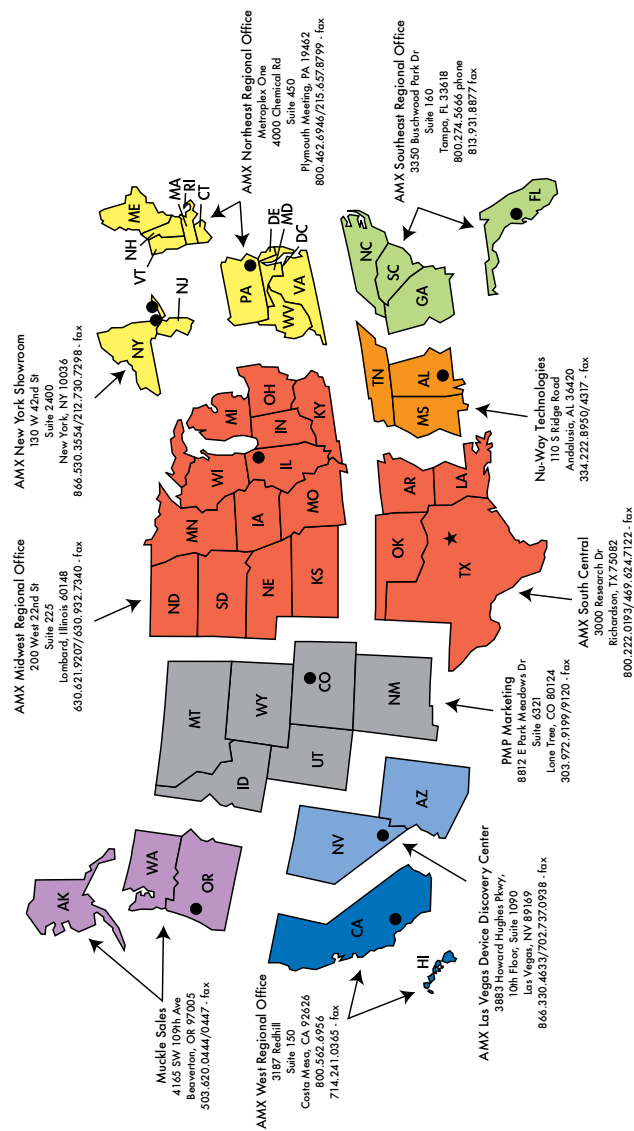 Muckle Sales
4165 SW 109th Ave
Beaverton, OR 97005
503.620.0444/0447 - fax
AK
WA
OR
AMX West Regional Office
3187 Redhill
Suite 150
Costa Mesa, CA 92626
800.562.6956
714.241.0365 - fax
CA
HI
AMX Las Vegas Device Discovery Center
3883 Howard Hughes Pkwy,
10th Floor, Suite 1090
Las Vegas, NV 89169
866.330.4633/702.737.0938 - fax
NV
AZ
MT
ID
WY
UT
CO
NM
PMP Marketing
8812 E Park Meadows Dr
Suite 6321
Lone Tree, CO 80124
303.972.9199/9120 - fax
AMX Midwest Regional Office
200 West 22nd St
Suite 225
Lombard, Illinois 60148
630.621.9207/630.932.7340 - fax
ND
SD
NE
KS
MN
IA
MO
WI
IL
MI
IN
OH
KY
OK
TX
AR
LA
AMX South Central
3000 Research Dr
Richardson, TX 75082
800.222.0193/469.624.7122 - fax
AMX New York Showroom
130 W 42nd St
Suite 2400
New York, NY 10036
866.530.3554/212.730.7298 - fax
NY
NJ
VT
NH
ME
MA
RI
CT
AMX Northeast Regional Office
Metroplex One
4000 Chemical Rd
Suite 450
Plymouth Meeting, PA 19462
800.462.6946/215.657.8799 - fax
PA
WV
VA
DE
MD
DC
TN
MS
AL
Nu-Way Technologies
110 S Ridge Road
Andalusia, AL 36420
334.222.8950/4317 - fax
NC
SC
GA
FL
AMX Southeast Regional Office
3350 Buschwood Park Dr
Suite 160
Tampa, FL 33618
800.274.5666 phone
813.931.8877 fax